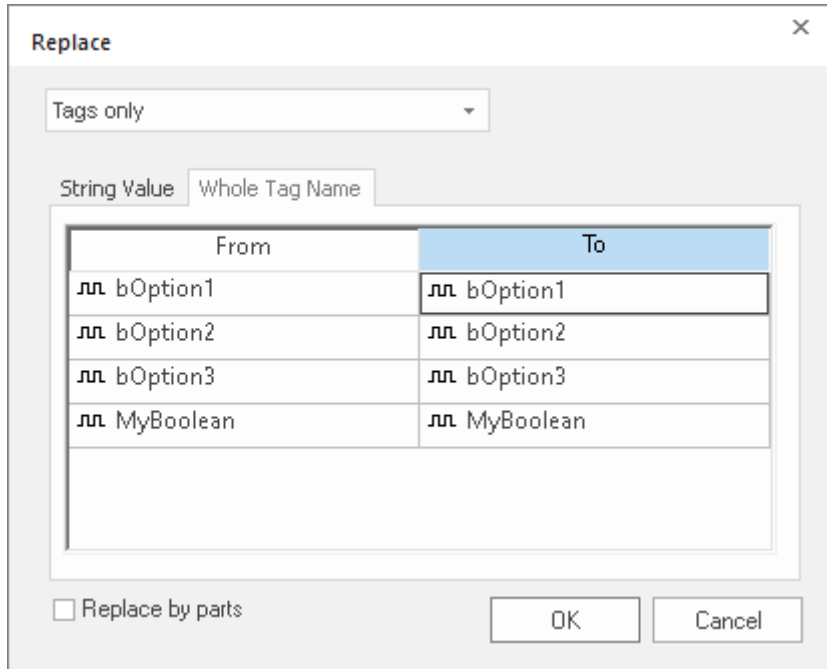 Replace
Tags only
String Value Whole Tag Name
From To
bOption1 bOption1
bOption2 bOption2
bOption3 bOption3
MyBoolean MyBoolean
Replace by parts OK Cancel